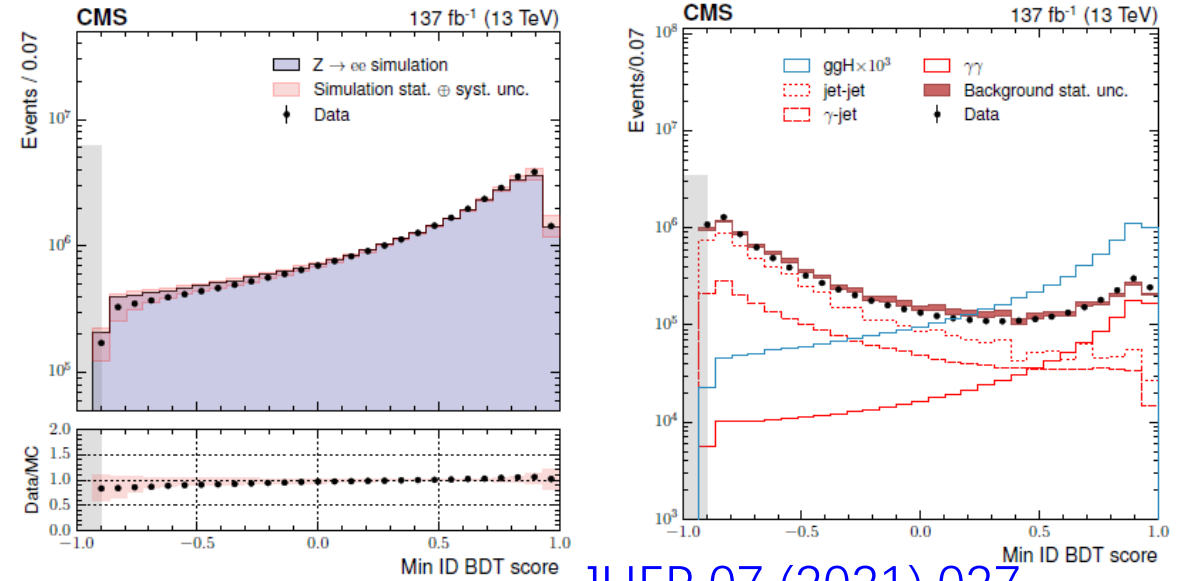 CMS 137 fb⁻¹ (13 TeV)
Events / 0.07
Z → ee simulation
Simulation stat. ⊕ syst. unc.
Data
10⁷
10⁶
10⁵
Data/MC
2.0
1.5
1.0
0.5
0.0
−1.0 −0.5 0.0 0.5 1.0
Min ID BDT score
CMS 137 fb⁻¹ (13 TeV)
Events/0.07
ggH×10³ γγ
jet-jet Background stat. unc.
γ-jet Data
10⁸
10⁷
10⁶
10⁵
10⁴
10³
−1.0 −0.5 0.0 0.5 1.0
Min ID BDT score
JHEP 07 (2021) 027